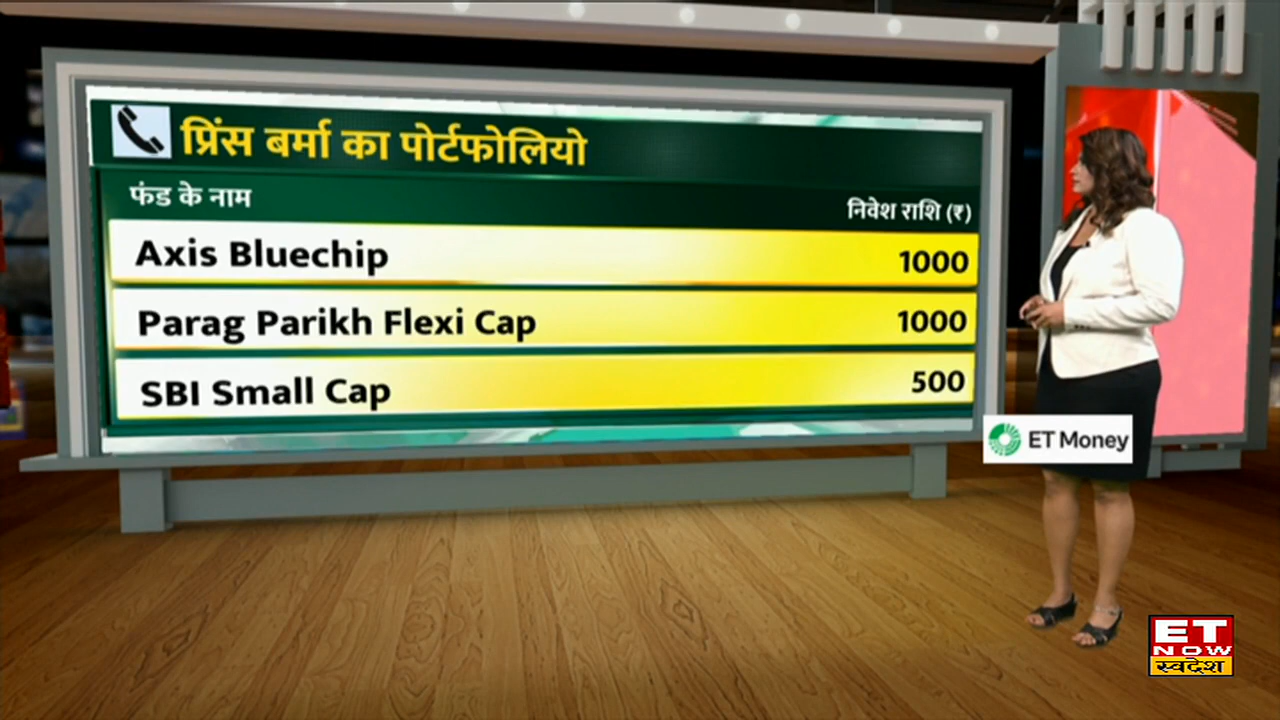 प्रिंस बर्मा का पोर्टफोलियो
फंड के नाम निवेश राशि (₹)
Axis Bluechip 1000
Parag Parikh Flexi Cap 1000
SBI Small Cap 500
ET Money
ET
NOW
स्वदेश